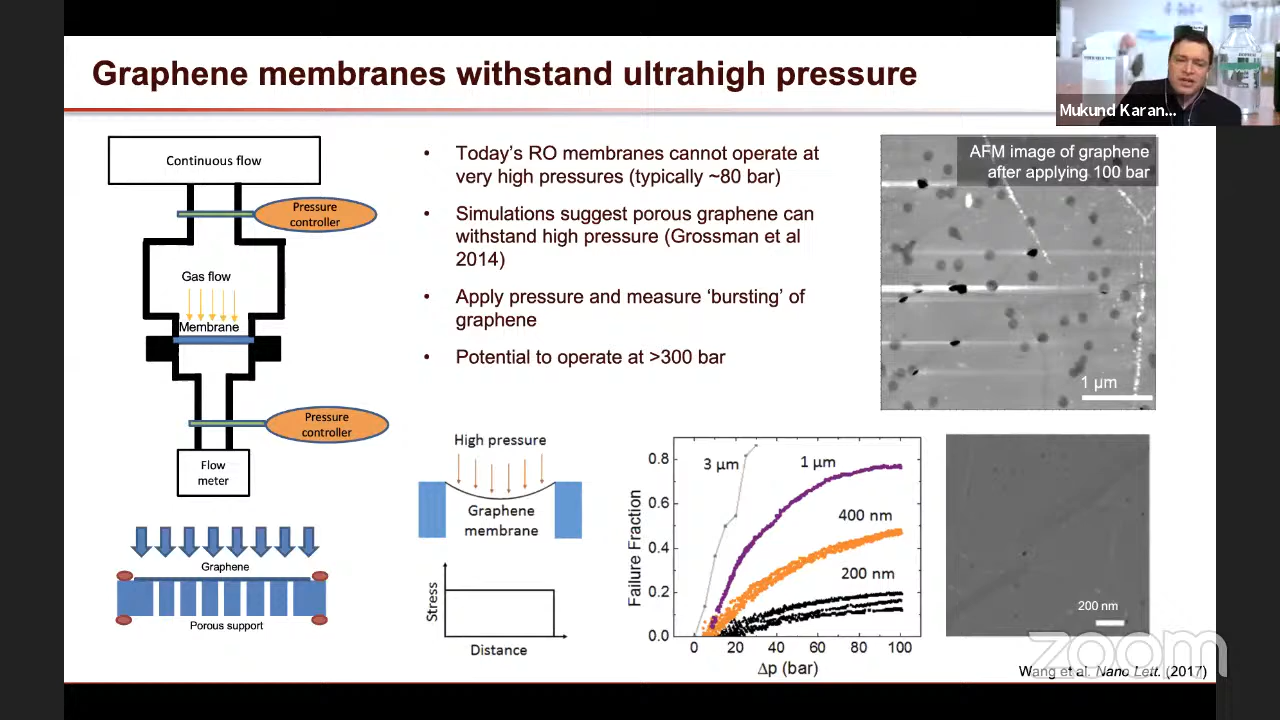 Graphene membranes withstand ultrahigh pressure
Mukund Karan...
Continuous flow
Pressure
controller
Gas flow
Membrane
Pressure
controller
Flow
meter
Graphene
Porous support
• Today's RO membranes cannot operate at
very high pressures (typically ~80 bar)
• Simulations suggest porous graphene can
withstand high pressure (Grossman et al
2014)
• Apply pressure and measure 'bursting' of
graphene
• Potential to operate at >300 bar
AFM image of graphene
after applying 100 bar
1 µm
High pressure
Graphene
membrane
Stress
Distance
Failure Fraction
0.8
0.6
0.4
0.2
0.0
3 µm
1 µm
400 nm
200 nm
0 20 40 60 80 100
Δp (bar)
200 nm
zoom
Wang et al. Nano Lett. (2017)